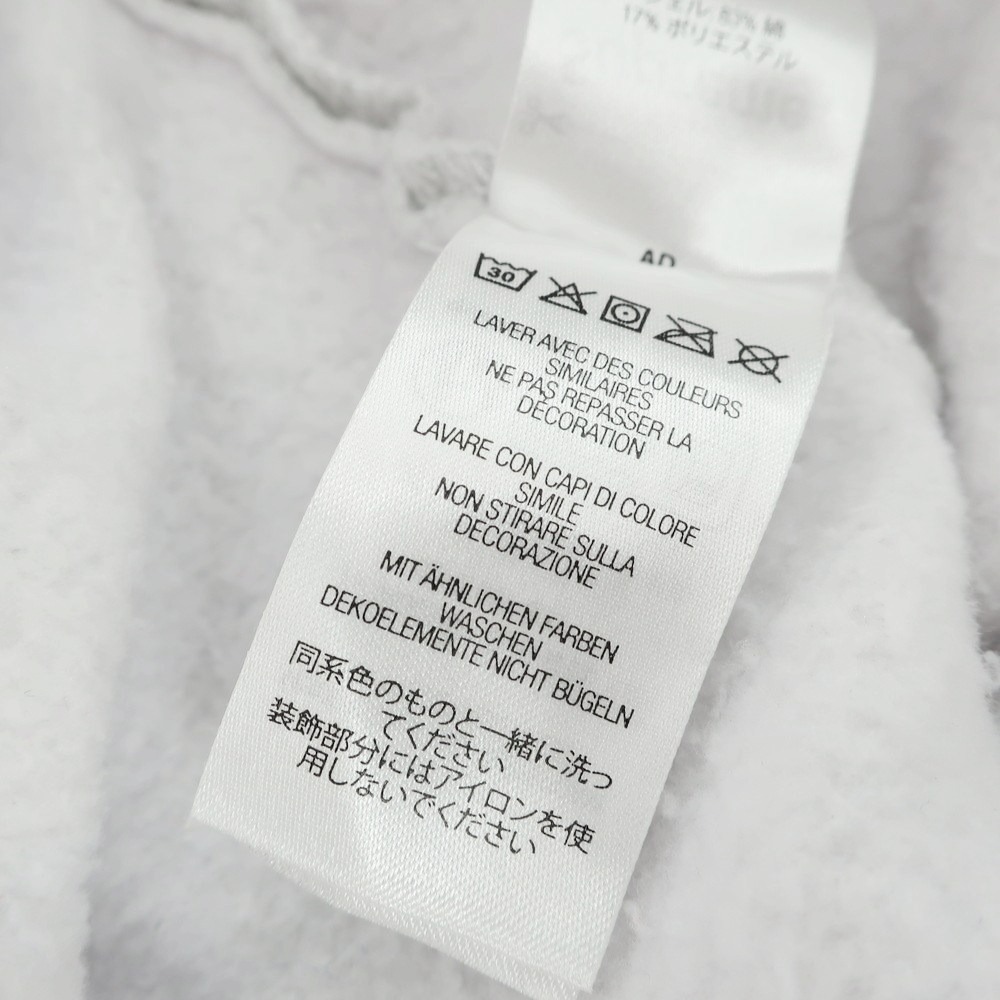 17% ポリエステル
30
LAVER AVEC DES COULEURS
SIMILAIRES
NE PAS REPASSER LA
DÉCORATION
LAVARE CON CAPI DI COLORE
SIMILE
NON STIRARE SULLA
DECORAZIONE
MIT ÄHNLICHEN FARBEN
WASCHEN
DEKOELEMENTE NICHT BÜGELN
同系色のものと一緒に洗っ
てください
装飾部分にはアイロンを使
用しないでください